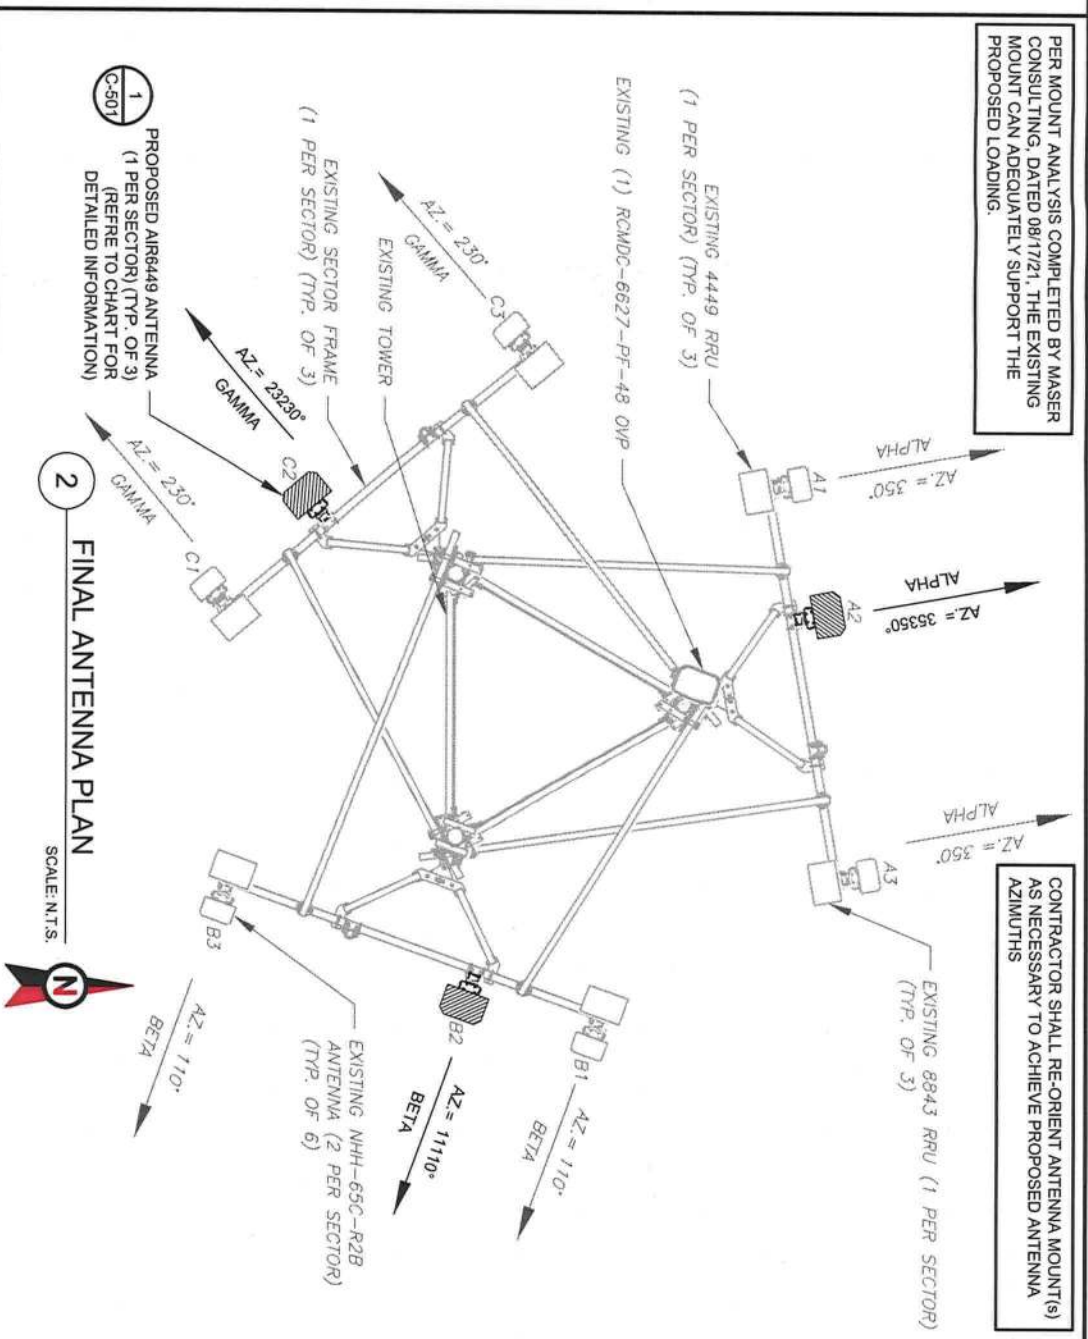 PER MOUNT ANALYSIS COMPLETED BY MASER
CONSULTING, DATED 08/17/21, THE EXISTING
MOUNT CAN ADEQUATELY SUPPORT THE
PROPOSED LOADING.
CONTRACTOR SHALL RE-ORIENT ANTENNA MOUNT(s)
AS NECESSARY TO ACHIEVE PROPOSED ANTENNA
AZIMUTHS
EXISTING 4449 RRU
(1 PER SECTOR) (TYP. OF 3)
EXISTING (1) RCMDC-6627-PF-48 OVP
ALPHA
AZ.= 350°
A1
ALPHA
AZ.= 35350°
A2
ALPHA
AZ.= 350°
A3
EXISTING 8843 RRU (1 PER SECTOR)
(TYP. OF 3)
AZ.= 230°
GAMMA
C3
EXISTING TOWER
EXISTING SECTOR FRAME
(1 PER SECTOR) (TYP. OF 3)
AZ.= 23230°
GAMMA
C2
1
C-501
PROPOSED AIR6449 ANTENNA
(1 PER SECTOR) (TYP. OF 3)
(REFRE TO CHART FOR
DETAILED INFORMATION)
AZ.= 230°
GAMMA
C1
B1
AZ.= 110°
BETA
B2
AZ.= 11110°
BETA
B3
AZ.= 110°
BETA
EXISTING NHH-65C-R2B
ANTENNA (2 PER SECTOR)
(TYP. OF 6)
2
FINAL ANTENNA PLAN
SCALE: N.T.S.
N